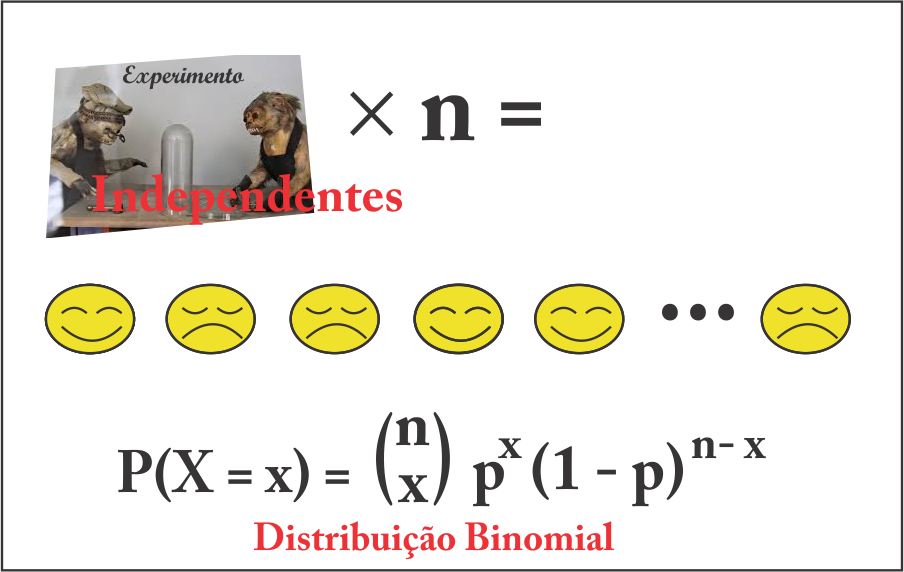 Experimento
× n =
Independentes
P(X = x) = (n x) p^x (1 - p)^n- x
Distribuição Binomial